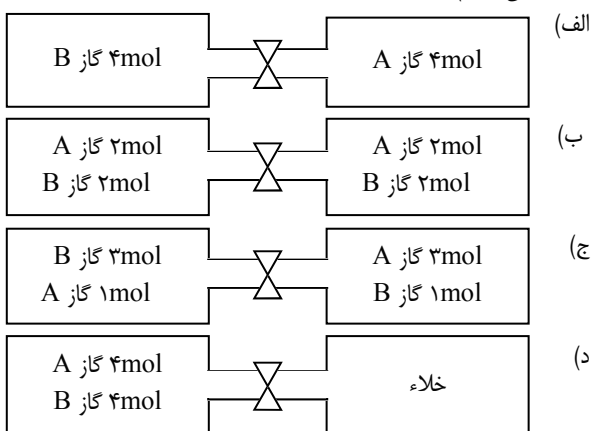 الف)
۴mol گاز A
۴mol گاز B
ب)
۲mol گاز A
۲mol گاز B
۲mol گاز A
۲mol گاز B
ج)
۳mol گاز A
۱mol گاز B
۳mol گاز B
۱mol گاز A
د)
خلاء
۴mol گاز A
۴mol گاز B